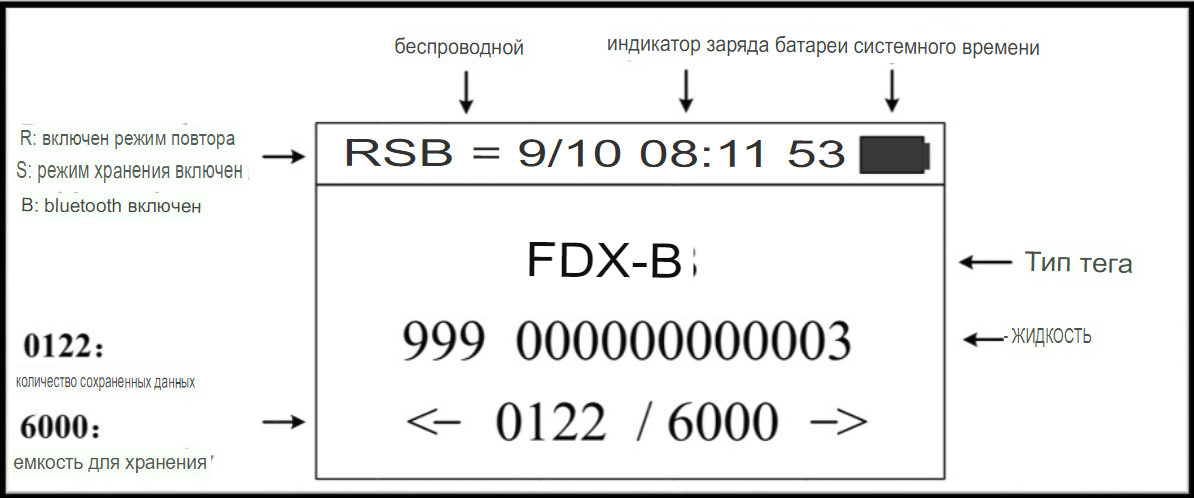 беспроводной
индикатор заряда батареи системного времени
R: включен режим повтора
S: режим хранения включен
B: bluetooth включен
RSB = 9/10 08:11 53
FDX-B
Тип тега
999 000000000003
- ЖИДКОСТЬ
0122:
количество сохраненных данных
6000:
емкость для хранения
<– 0122 / 6000 –>